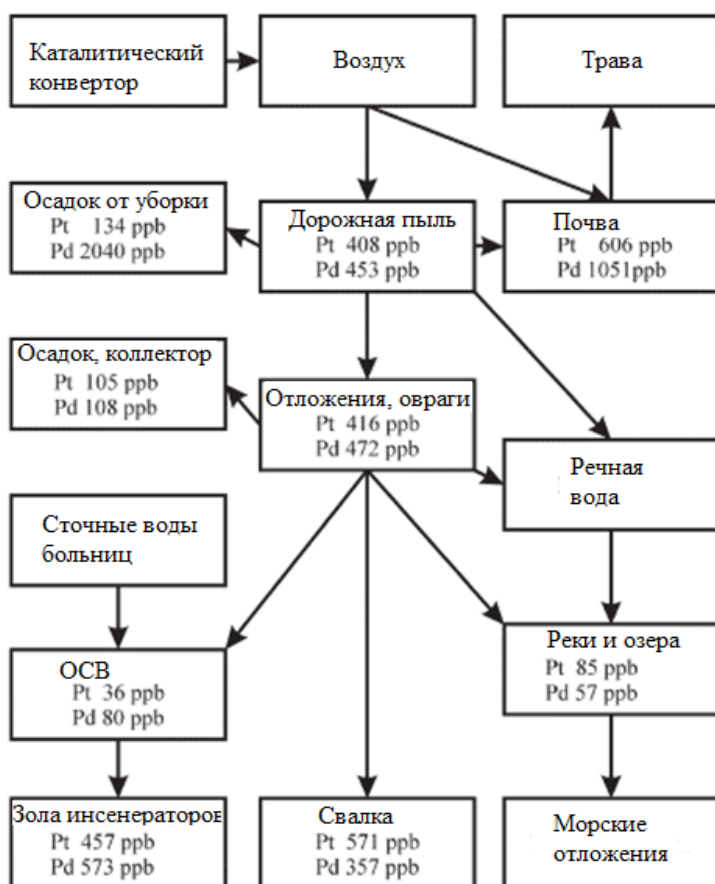 Каталитический
конвертор
Воздух
Трава
Осадок от уборки
Pt 134 ppb
Pd 2040 ppb
Дорожная пыль
Pt 408 ppb
Pd 453 ppb
Почва
Pt 606 ppb
Pd 1051ppb
Осадок, коллектор
Pt 105 ppb
Pd 108 ppb
Отложения, овраги
Pt 416 ppb
Pd 472 ppb
Речная
вода
Сточные воды
больниц
ОСВ
Pt 36 ppb
Pd 80 ppb
Реки и озера
Pt 85 ppb
Pd 57 ppb
Зола инсенераторов
Pt 457 ppb
Pd 573 ppb
Свалка
Pt 571 ppb
Pd 357 ppb
Морские
отложения